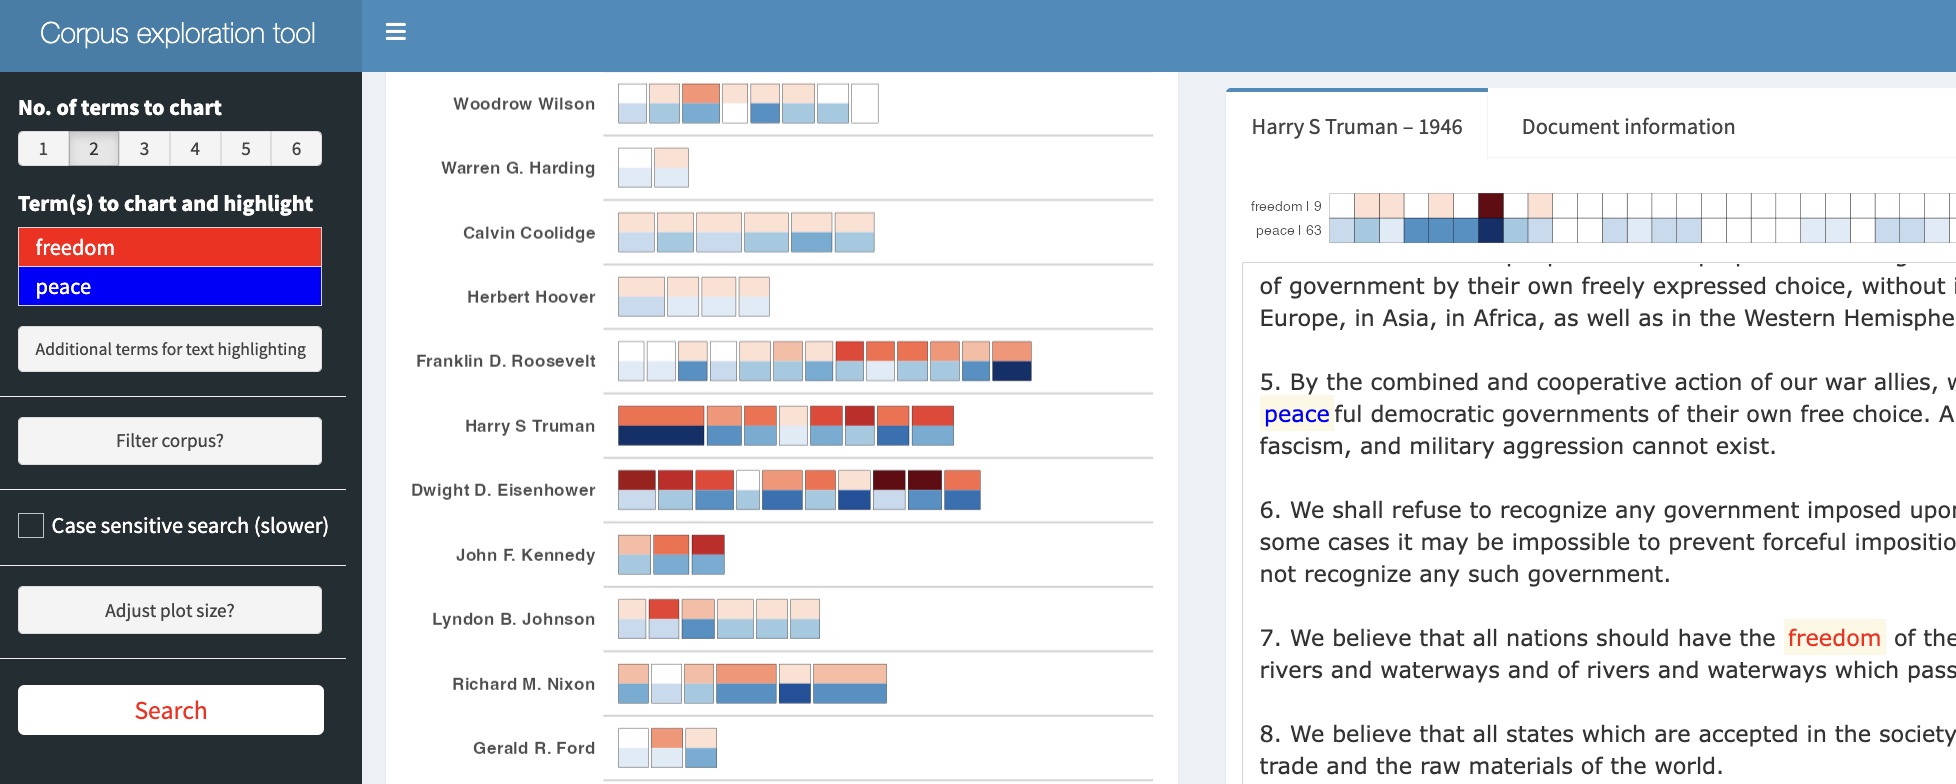 Corpus exploration tool
No. of terms to chart
1 2 3 4 5 6
Term(s) to chart and highlight
freedom
peace
Additional terms for text highlighting
Filter corpus?
Case sensitive search (slower)
Adjust plot size?
Search
Woodrow Wilson
Warren G. Harding
Calvin Coolidge
Herbert Hoover
Franklin D. Roosevelt
Harry S Truman
Dwight D. Eisenhower
John F. Kennedy
Lyndon B. Johnson
Richard M. Nixon
Gerald R. Ford
Harry S Truman – 1946
Document information
freedom | 9
peace | 63
of government by their own freely expressed choice, without
Europe, in Asia, in Africa, as well as in the Western Hemisphe
5. By the combined and cooperative action of our war allies,
peaceful democratic governments of their own free choice. A
fascism, and military aggression cannot exist.
6. We shall refuse to recognize any government imposed upo
some cases it may be impossible to prevent forceful impositio
not recognize any such government.
7. We believe that all nations should have the freedom of the
rivers and waterways and of rivers and waterways which pass
8. We believe that all states which are accepted in the society
trade and the raw materials of the world.